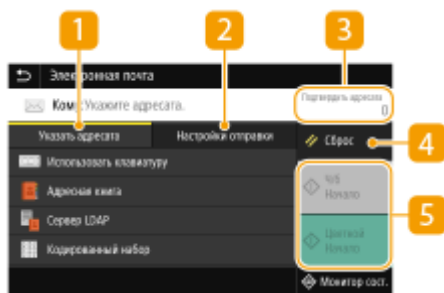 1
2
3
Электронная почта
Кому: Укажите адресата.
Подтвердить адресата
0
Указать адресата
Настройки отправки
Сброс
4
Использовать клавиатуру
Адресная книга
Сервер LDAP
Кодированный набор
Ч/Б
Начало
Цветной
Начало
5
Монитор сост.